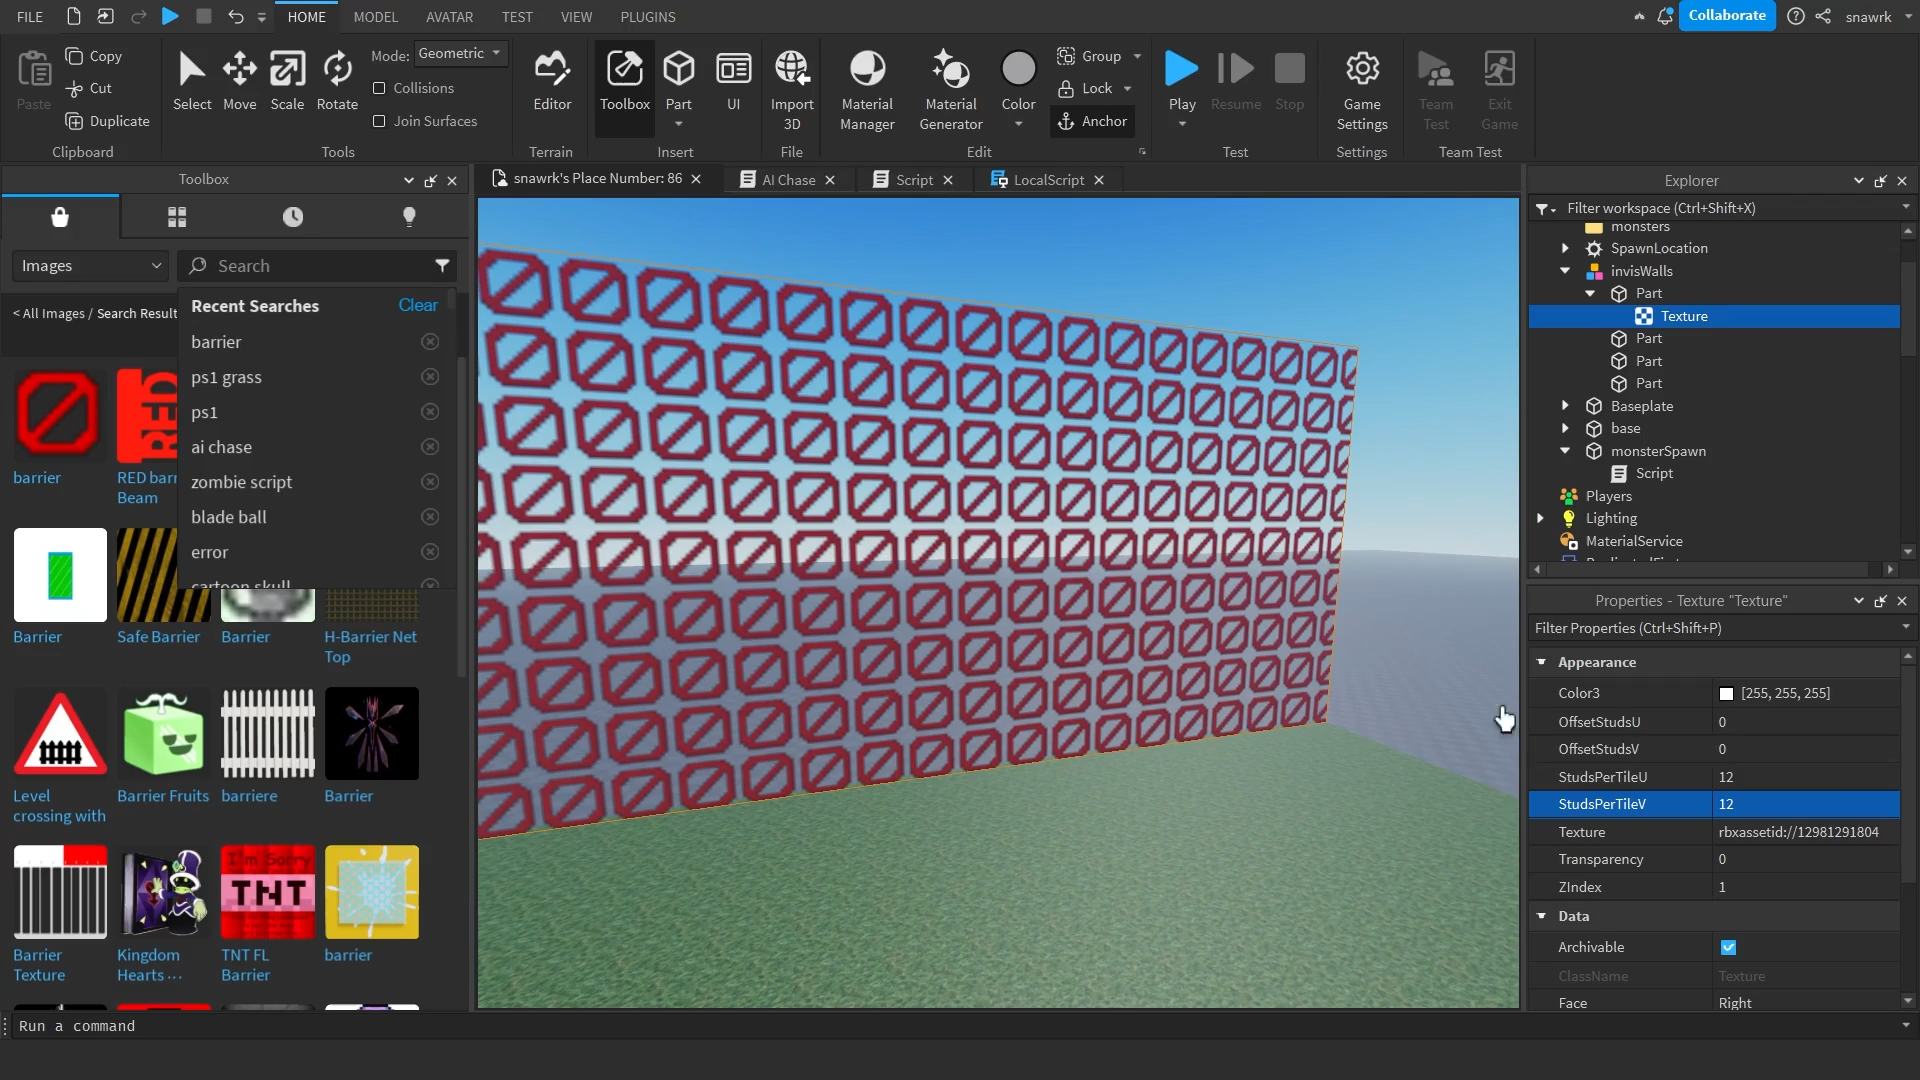 FILE HOME MODEL AVATAR TEST VIEW PLUGINS Collaborate snawrk
Paste Copy Cut Duplicate
Clipboard
Select Move Scale Rotate
Mode: Geometric
Collisions
Join Surfaces
Tools
Editor
Terrain
Toolbox Part UI
Insert
Import
3D
File
Material
Manager
Material
Generator
Color
Group
Lock
Anchor
Edit
Play Resume Stop
Test
Game
Settings
Settings
Team
Test
Exit
Game
Team Test
Toolbox
Images
Search
< All Images / Search Result
Recent Searches Clear
barrier
ps1 grass
ps1
ai chase
zombie script
blade ball
error
cartoon skull
RED
barrier
RED barr
Beam
Barrier
Safe Barrier
Barrier
H-Barrier Net
Top
Level
crossing with
Barrier Fruits
barriere
Barrier
I'm Sorry
TNT
Barrier
Texture
Kingdom
Hearts ...
TNT FL
Barrier
barrier
snawrk's Place Number: 86
AI Chase
Script
LocalScript
Explorer
Filter workspace (Ctrl+Shift+X)
monsters
SpawnLocation
invisWalls
Part
Texture
Part
Part
Part
Baseplate
base
monsterSpawn
Script
Players
Lighting
MaterialService
Properties - Texture "Texture"
Filter Properties (Ctrl+Shift+P)
Appearance
Color3 [255, 255, 255]
OffsetStudsU 0
OffsetStudsV 0
StudsPerTileU 12
StudsPerTileV 12
Texture rbxassetid://12981291804
Transparency 0
ZIndex 1
Data
Archivable
ClassName Texture
Face Right
Run a command